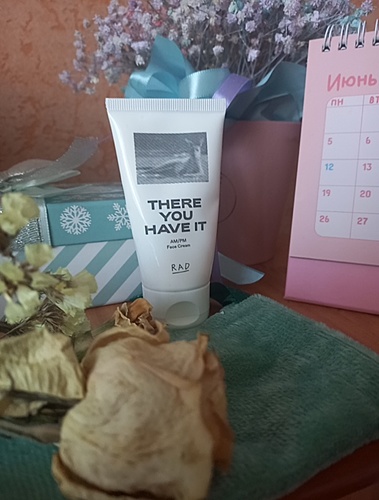 THERE
YOU
HAVE IT
AM/PM
Face Cream
RAD
Июнь
ПН ВТ
5 6
12 13
19 20
26 27